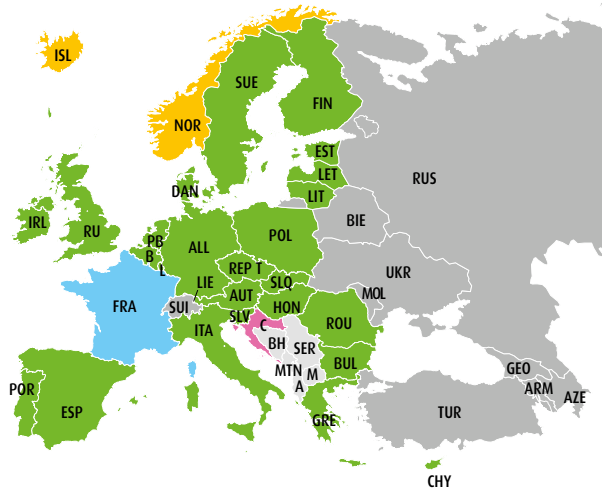 ISL
SUE
FIN
NOR
EST
RUS
LET
DAN
LIT
IRL
RU
BIE
PB
ALL
POL
B
L
REP T
UKR
LIE
SLQ
MOL
FRA
AUT
HON
SUI
SLV
C
ROU
ITA
BH
SER
BUL
MTN
M
GEO
POR
A
ARM
AZE
ESP
GRE
TUR
CHY